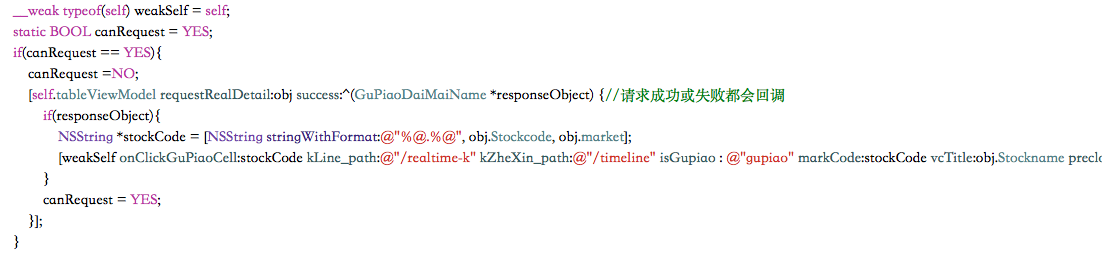 __weak typeof(self) weakSelf = self;
static BOOL canRequest = YES;
if(canRequest == YES){
canRequest =NO;
[self.tableViewModel requestRealDetail:obj success:^(GuPiaoDaiMaiName *responseObject) {//请求成功或失败都会回调
if(responseObject){
NSString *stockCode = [NSString stringWithFormat:@"%@.%@", obj.Stockcode, obj.market];
[weakSelf onClickGuPiaoCell:stockCode kLine_path:@"/realtime-k" kZheXin_path:@"/timeline" isGupiao : @"gupiao" markCode:stockCode vcTitle:obj.Stockname preclo
}
canRequest = YES;
}];
}